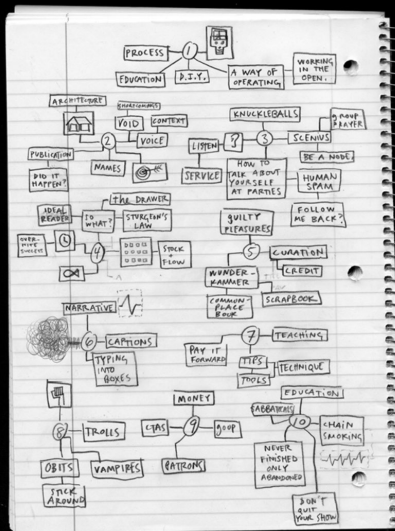 1
PROCESS
EDUCATION
D.I.Y.
A WAY OF
OPERATING
WORKING
IN THE
OPEN.
2
ARCHITECTURE
VOID
CONTEXT
VOICE
PUBLICATION
DID IT
HAPPEN?
NAMES
3
KNUCKLEBALLS
GROUP
PRAYER
SCENIUS
LISTEN
?
SERVICE
BE A NODE.
HOW TO
TALK ABOUT
YOURSELF
AT PARTIES
HUMAN
SPAM
FOLLOW
ME BACK?
4
IDEAL
READER
SO
WHAT?
the DRAWER
STURGEON'S
LAW
OVER-
NITE
SUCCESS
STOCK
+
FLOW
5
GUILTY
PLEASURES
CURATION
CREDIT
WUNDER-
KAMMER
COMMON-
PLACE
BOOK
SCRAPBOOK
6
NARRATIVE
CAPTIONS
TYPING
INTO
BOXES
7
TEACHING
PAY IT
FORWARD
TIPS
TOOLS
TECHNIQUE
8
TROLLS
OBITS
VAMPIRES
STICK
AROUND
9
MONEY
CTAS
GOUP
PATRONS
10
EDUCATION
SABBATICALS
CHAIN
SMOKING
NEVER
FINISHED
ONLY
ABANDONED
DON'T
QUIT
YOUR SHOW